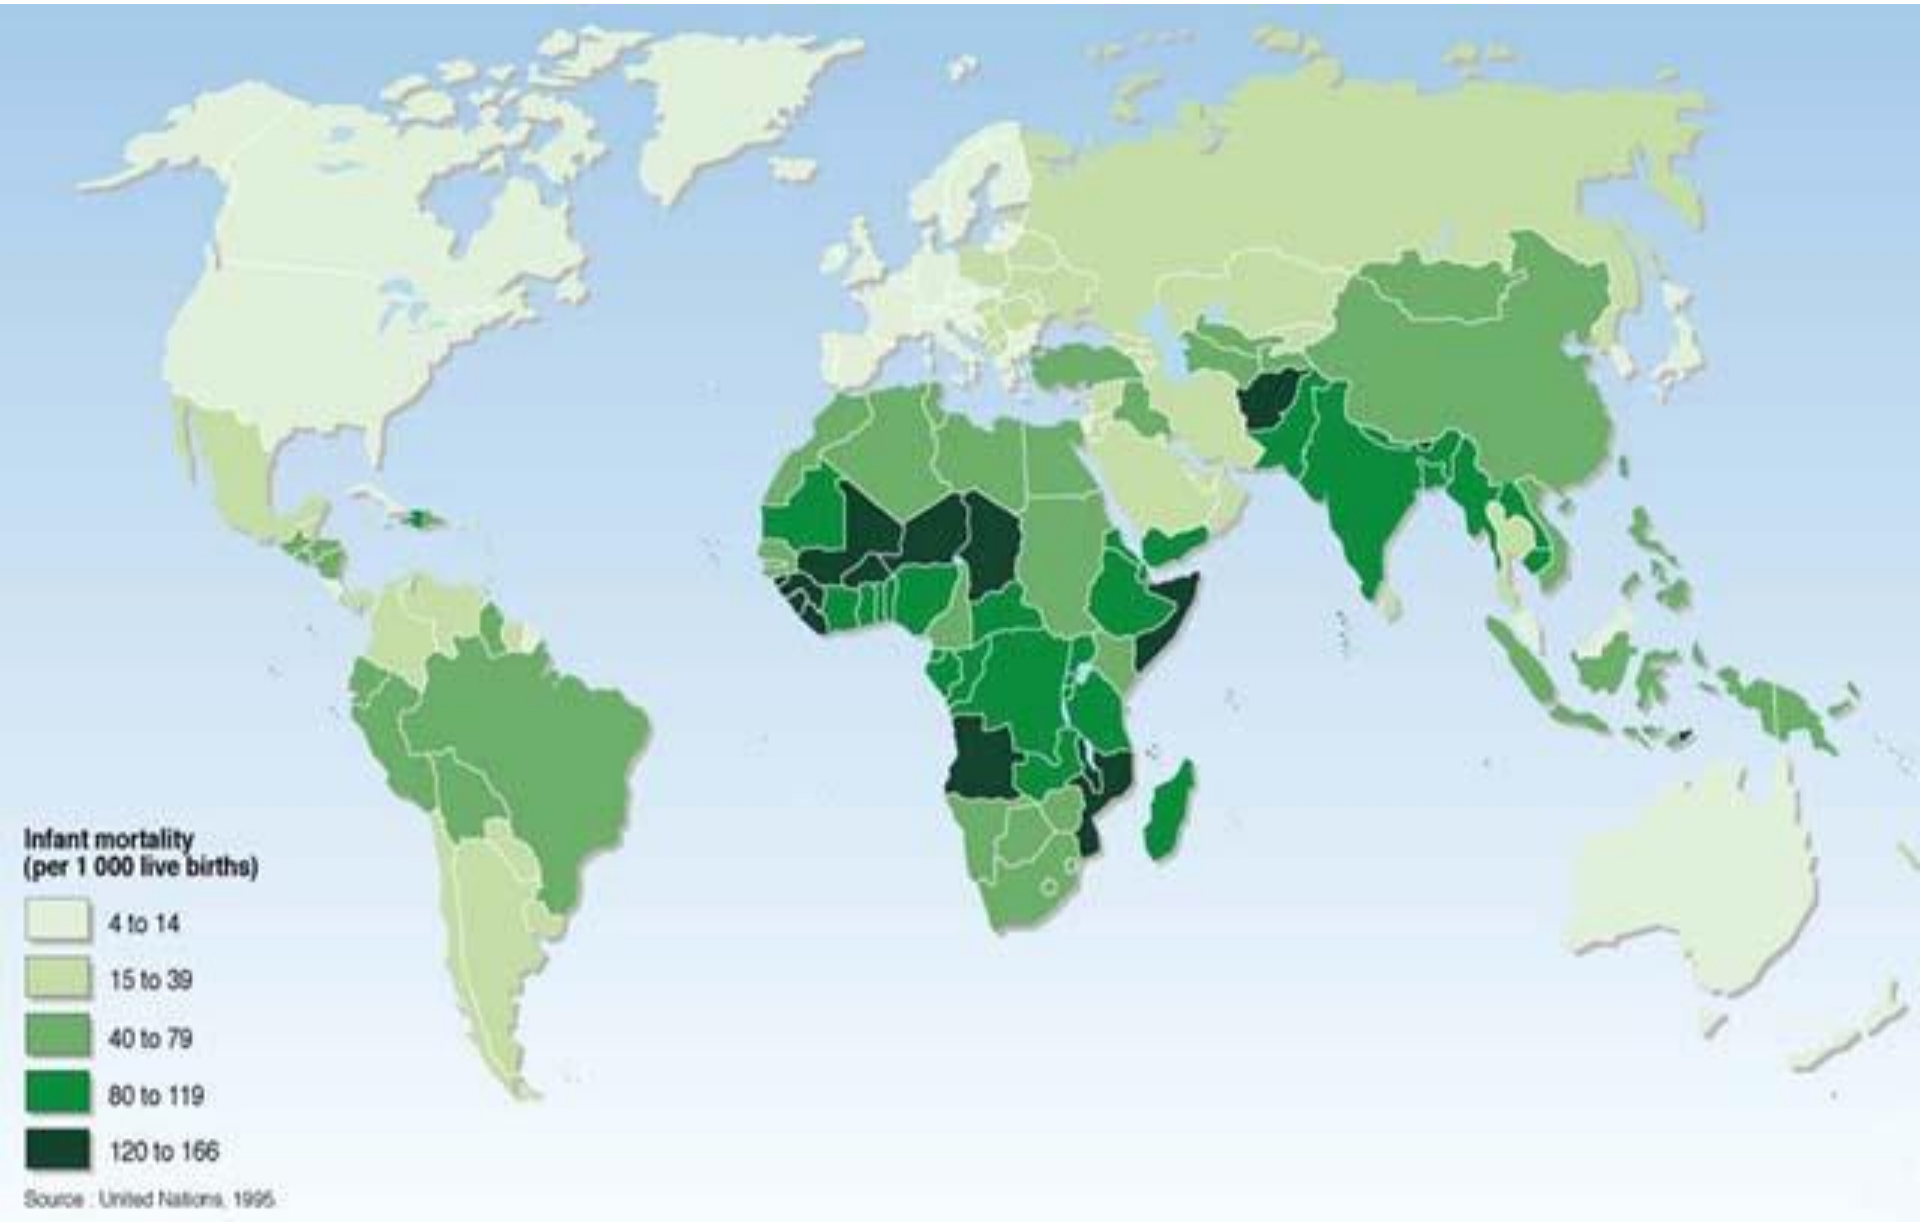 Infant mortality
(per 1 000 live births)
4 to 14
15 to 39
40 to 79
80 to 119
120 to 166
Source : United Nations, 1995